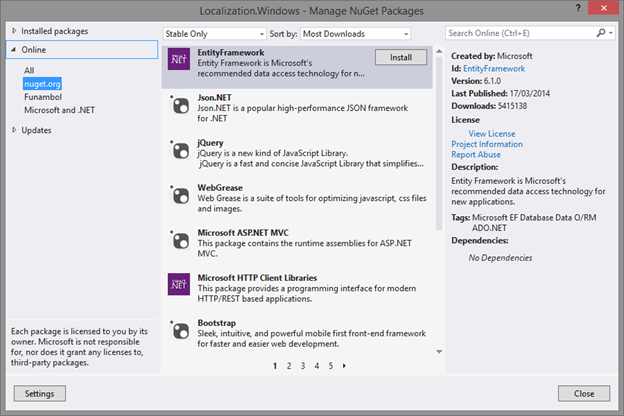 Localization.Windows - Manage NuGet Packages
?
Installed packages
Online
All
nuget.org
Funambol
Microsoft and .NET
Updates
Each package is licensed to you by its
owner. Microsoft is not responsible
for, nor does it grant any licenses to,
third-party packages.
Stable Only
Sort by: Most Downloads
EntityFramework
Entity Framework is Microsoft's
recommended data access technology for n...
Install
Json.NET
Json.NET is a popular high-performance JSON framework
for .NET
jQuery
jQuery is a new kind of JavaScript Library.
jQuery is a fast and concise JavaScript Library that simplifies...
WebGrease
Web Grease is a suite of tools for optimizing javascript, css files
and images.
Microsoft ASP.NET MVC
This package contains the runtime assemblies for ASP.NET
MVC.
Microsoft HTTP Client Libraries
This package provides a programming interface for modern
HTTP/REST based applications.
Bootstrap
Sleek, intuitive, and powerful mobile first front-end framework
for faster and easier web development.
1 2 3 4 5
Search Online (Ctrl+E)
Created by: Microsoft
Id: EntityFramework
Version: 6.1.0
Last Published: 17/03/2014
Downloads: 5415138
License
View License
Project Information
Report Abuse
Description:
Entity Framework is Microsoft's
recommended data access technology for
new applications.
Tags: Microsoft EF Database Data O/RM
ADO.NET
Dependencies:
No Dependencies
Settings
Close